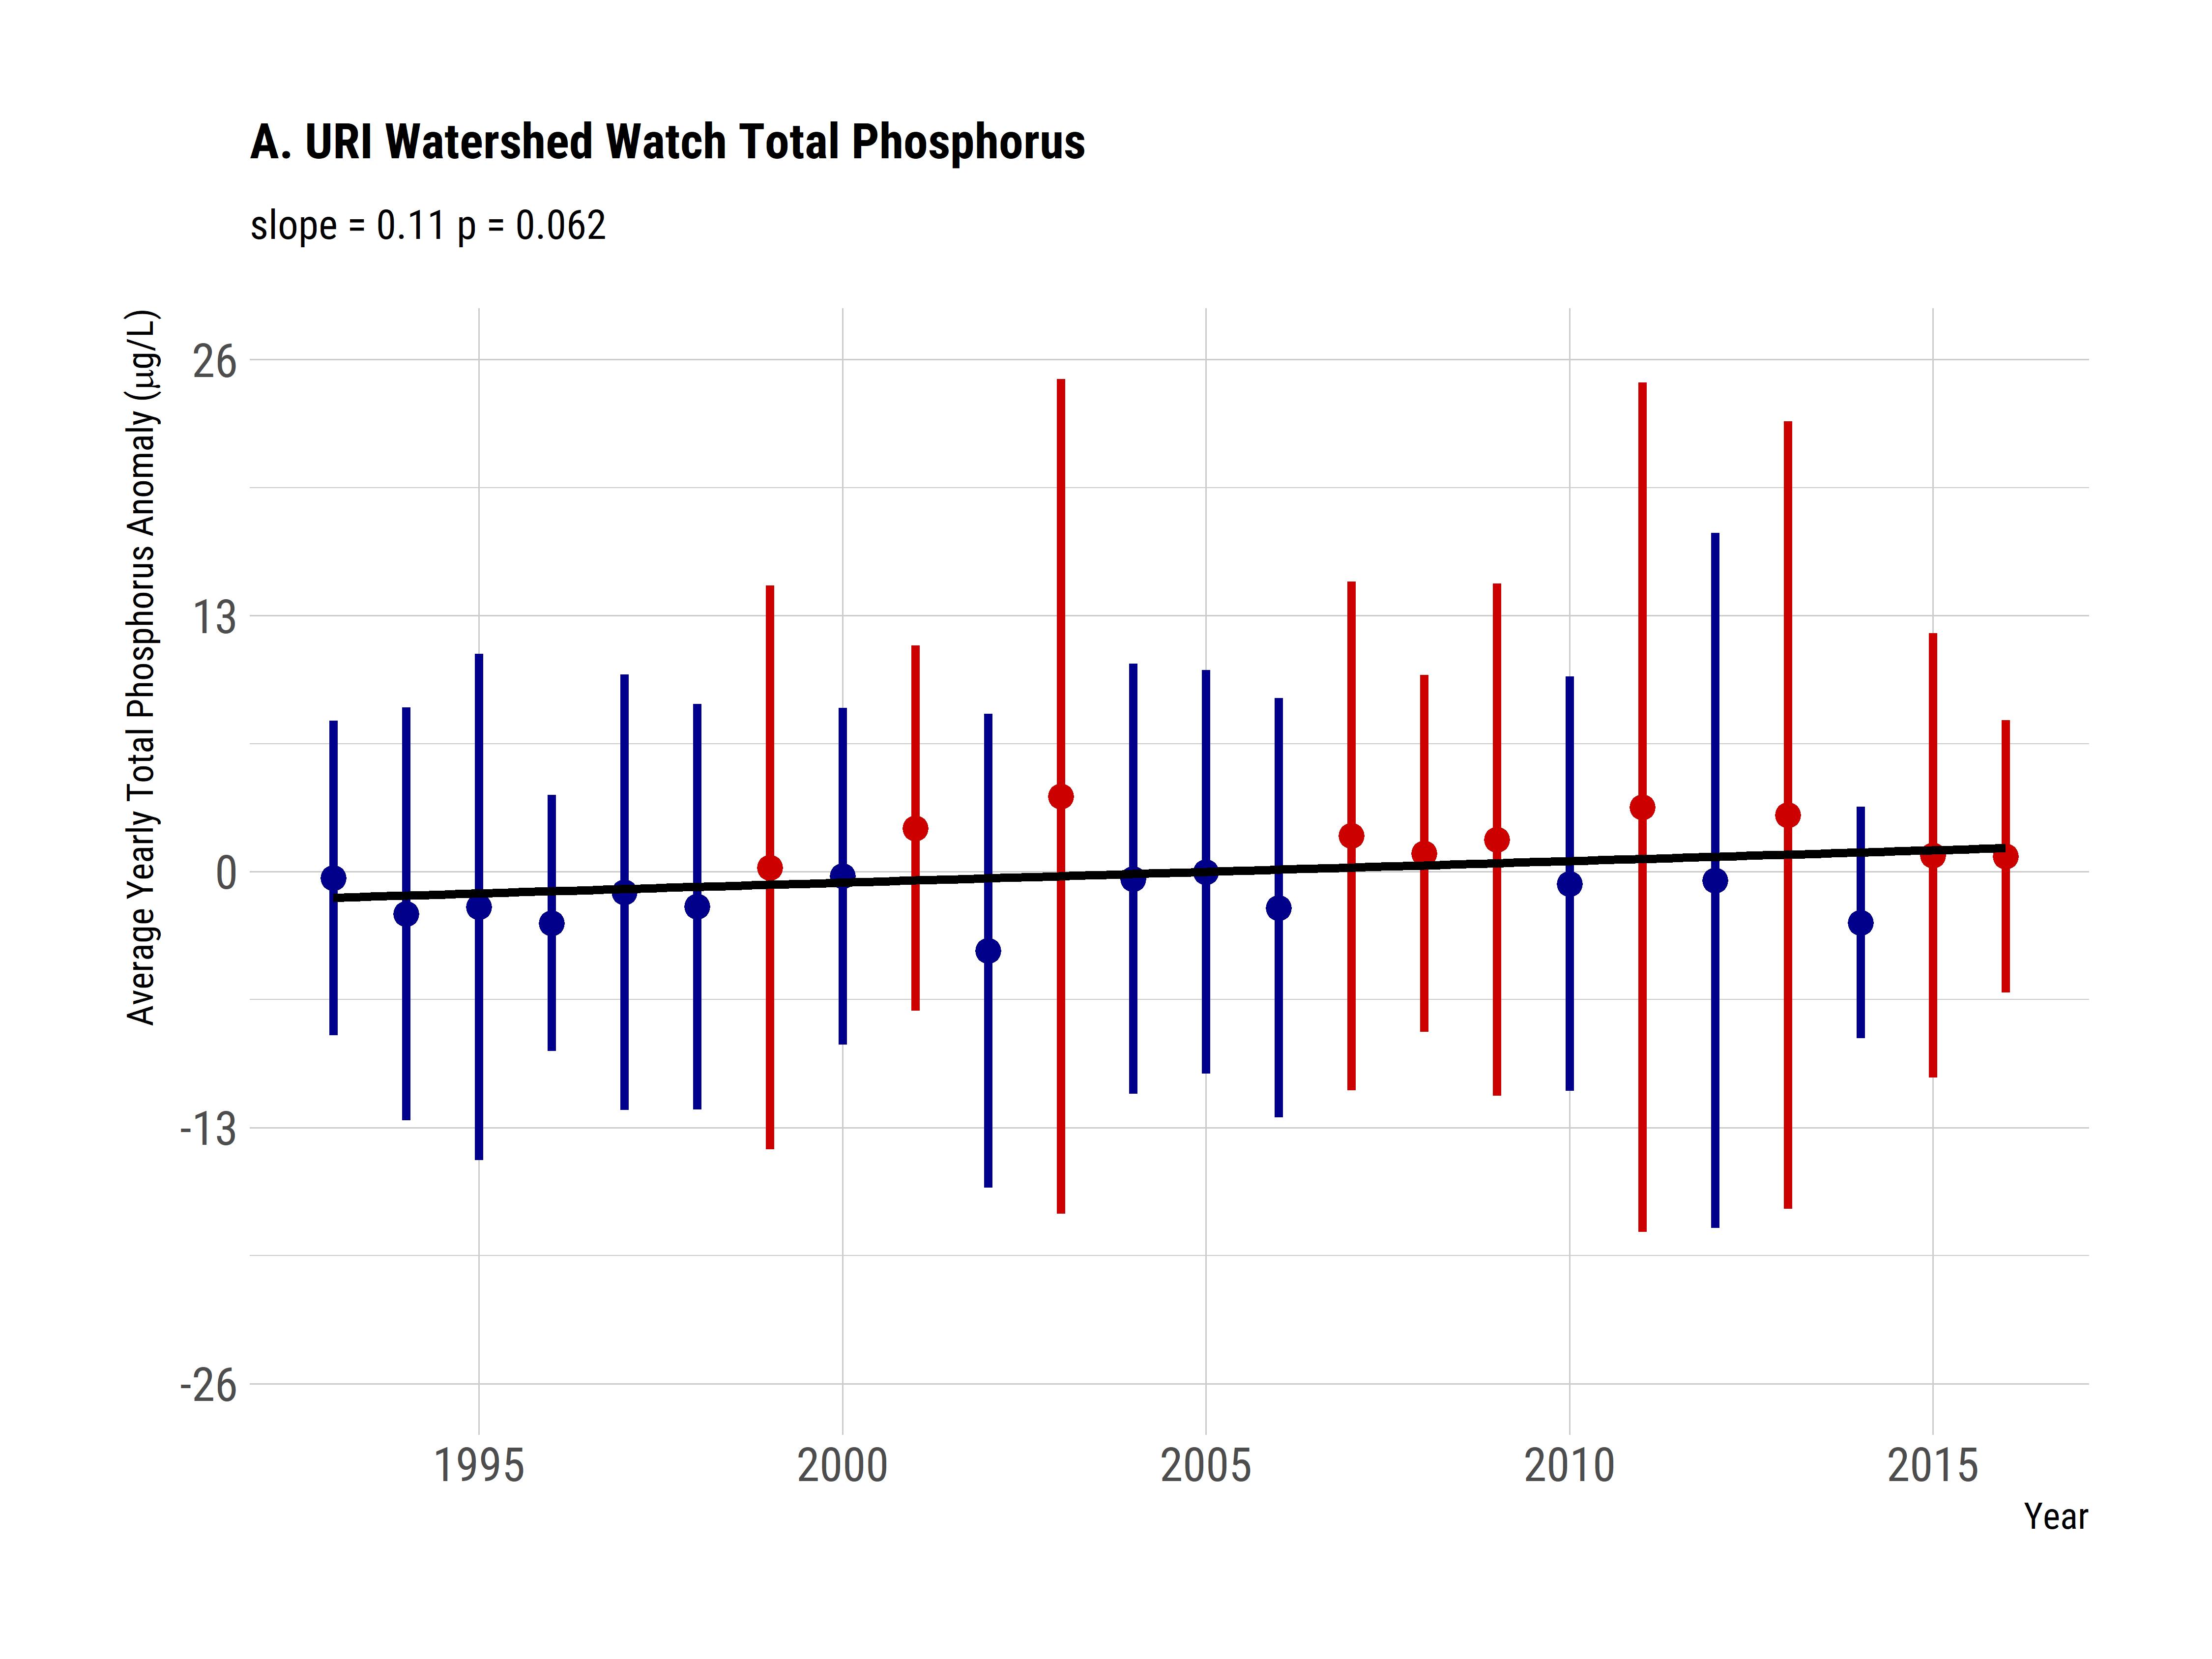 A. URI Watershed Watch Total Phosphorus
slope = 0.11 p = 0.062
Average Yearly Total Phosphorus Anomaly (μg/L)
26
13
0
-13
-26
1995
2000
2005
2010
2015
Year